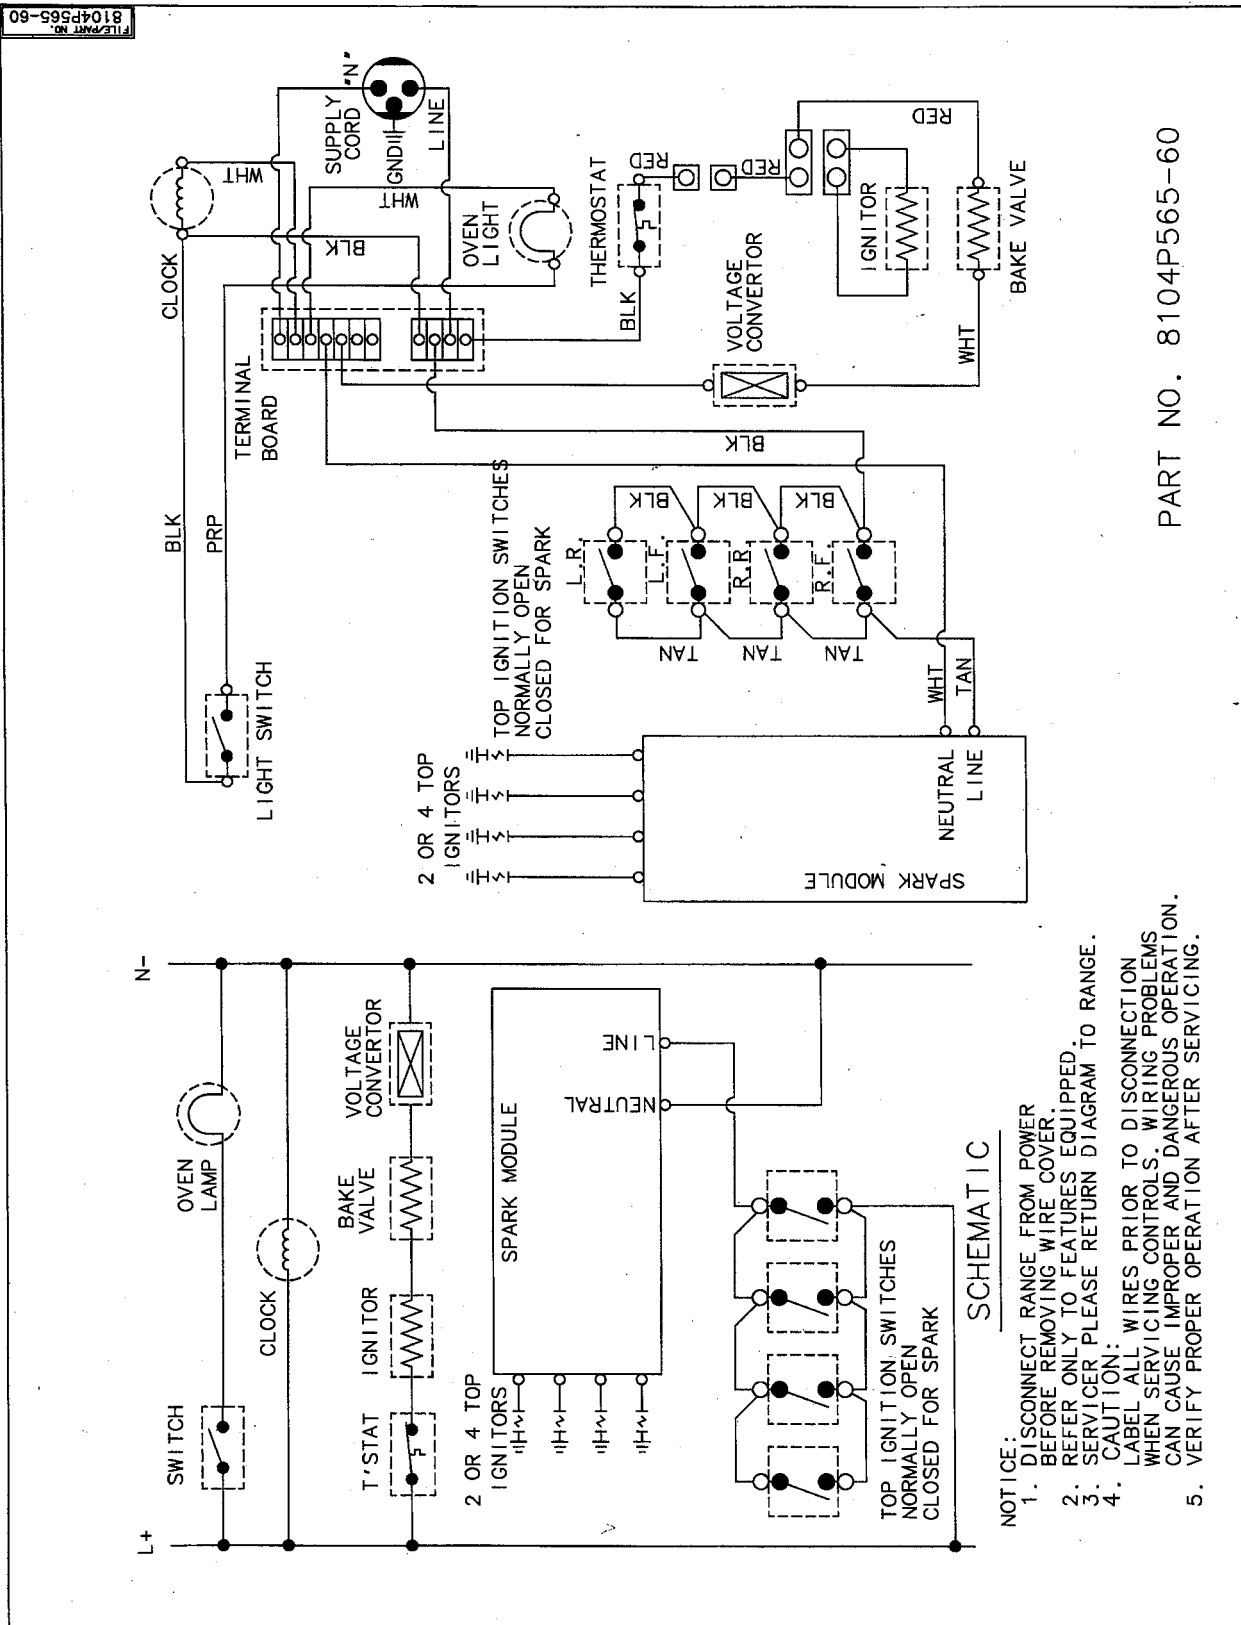 FILE/PART NO.
8104P565-60
CLOCK
WHT
SUPPLY
CORD
"N"
GND
LINE
WHT
BLK
OVEN
LIGHT
THERMOSTAT
RED
RED
RED
IGNITOR
BAKE VALVE
BLK
VOLTAGE
CONVERTOR
WHT
TERMINAL
BOARD
BLK
PRP
LIGHT SWITCH
BLK
TOP IGNITION SWITCHES
NORMALLY OPEN
CLOSED FOR SPARK
L.R.
L.F.
R.R.
R.F.
BLK
BLK
BLK
TAN
TAN
TAN
WHT
TAN
2 OR 4 TOP
IGNITORS
NEUTRAL
LINE
SPARK MODULE
PART NO. 8104P565-60
L+
N-
SWITCH
OVEN
LAMP
CLOCK
T'STAT
IGNITOR
BAKE
VALVE
VOLTAGE
CONVERTOR
2 OR 4 TOP
IGNITORS
SPARK MODULE
LINE
NEUTRAL
TOP IGNITION SWITCHES
NORMALLY OPEN
CLOSED FOR SPARK
SCHEMATIC
NOTICE:
1. DISCONNECT RANGE FROM POWER
BEFORE REMOVING WIRE COVER.
2. REFER ONLY TO FEATURES EQUIPPED.
3. SERVICER PLEASE RETURN DIAGRAM TO RANGE.
4. CAUTION:
LABEL ALL WIRES PRIOR TO DISCONNECTION
WHEN SERVICING CONTROLS. WIRING PROBLEMS
CAN CAUSE IMPROPER AND DANGEROUS OPERATION.
5. VERIFY PROPER OPERATION AFTER SERVICING.